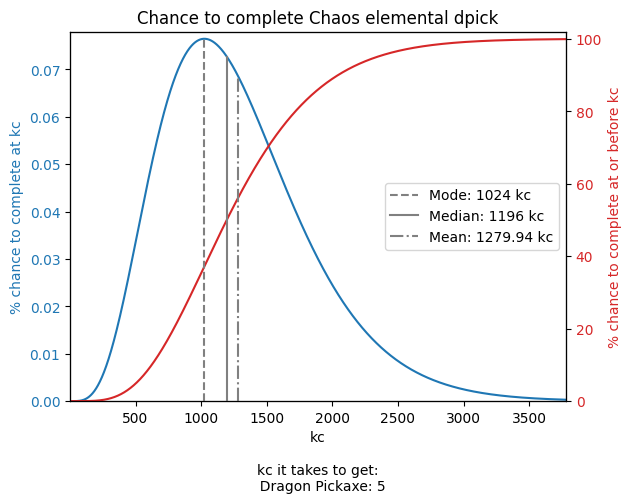 Chance to complete Chaos elemental dpick
% chance to complete at kc
0.07
0.06
0.05
0.04
0.03
0.02
0.01
0.00
Mode: 1024 kc
Median: 1196 kc
Mean: 1279.94 kc
100
80
60
40
20
0
% chance to complete at or before kc
500 1000 1500 2000 2500 3000 3500
kc
kc it takes to get:
Dragon Pickaxe: 5